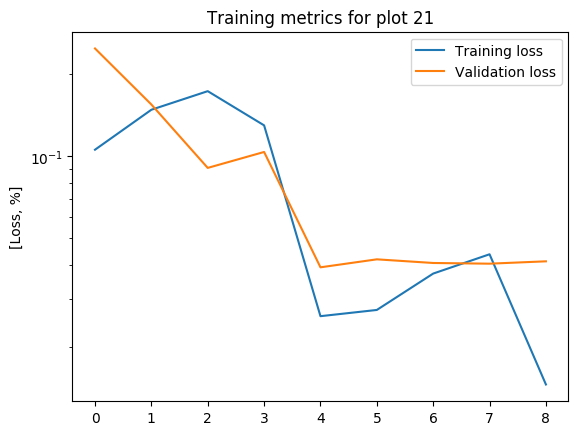 Training metrics for plot 21
Training loss
Validation loss
10⁻¹
[Loss, %]
0 1 2 3 4 5 6 7 8